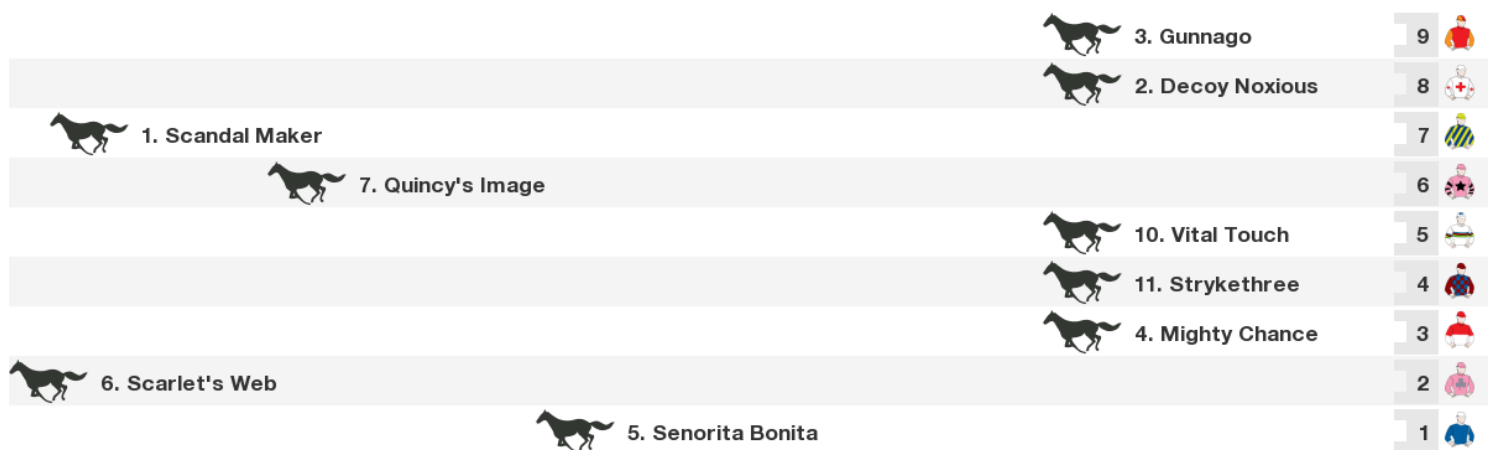 3. Gunnago 9
2. Decoy Noxious 8
1. Scandal Maker 7
7. Quincy's Image 6
10. Vital Touch 5
11. Strykethree 4
4. Mighty Chance 3
6. Scarlet's Web 2
5. Senorita Bonita 1